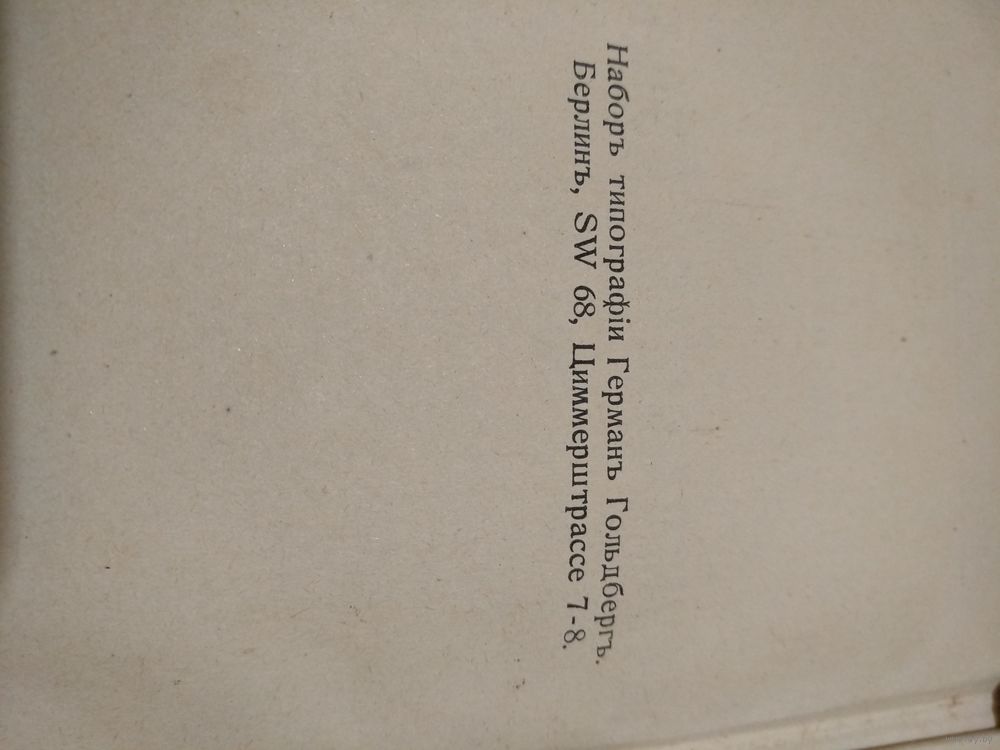 Наборъ типографіи Германъ Гольдбергъ.
Берлинъ, SW 68, Циммерштрассе 7-8.